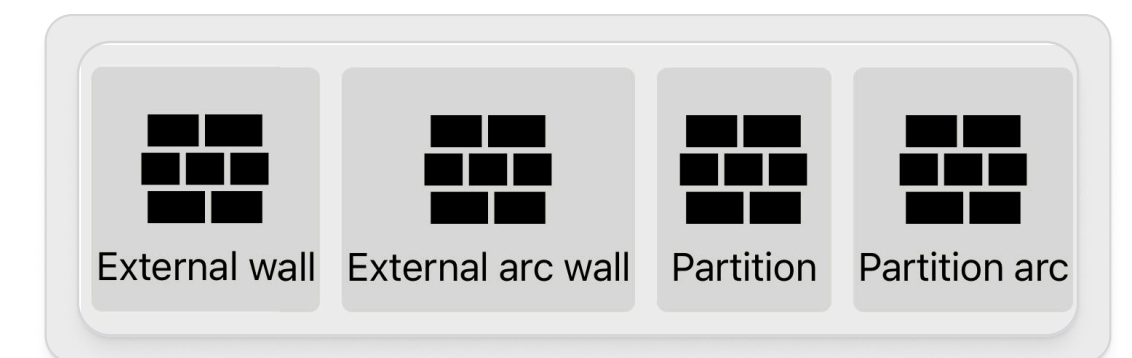 External wall
External arc wall
Partition
Partition arc